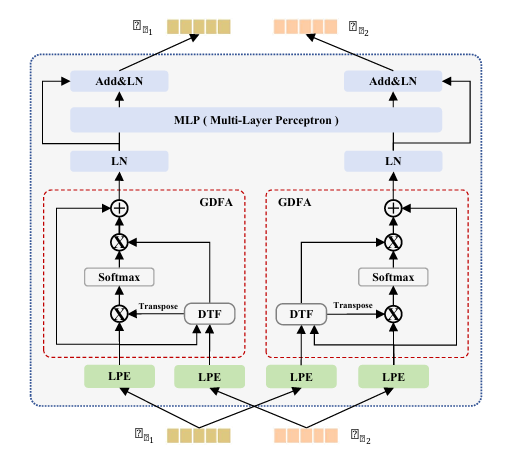 Add&LN
Add&LN
MLP ( Multi-Layer Perceptron )
LN
LN
GDFA
GDFA
Softmax
Softmax
Transpose
DTF
DTF
Transpose
LPE
LPE
LPE
LPE